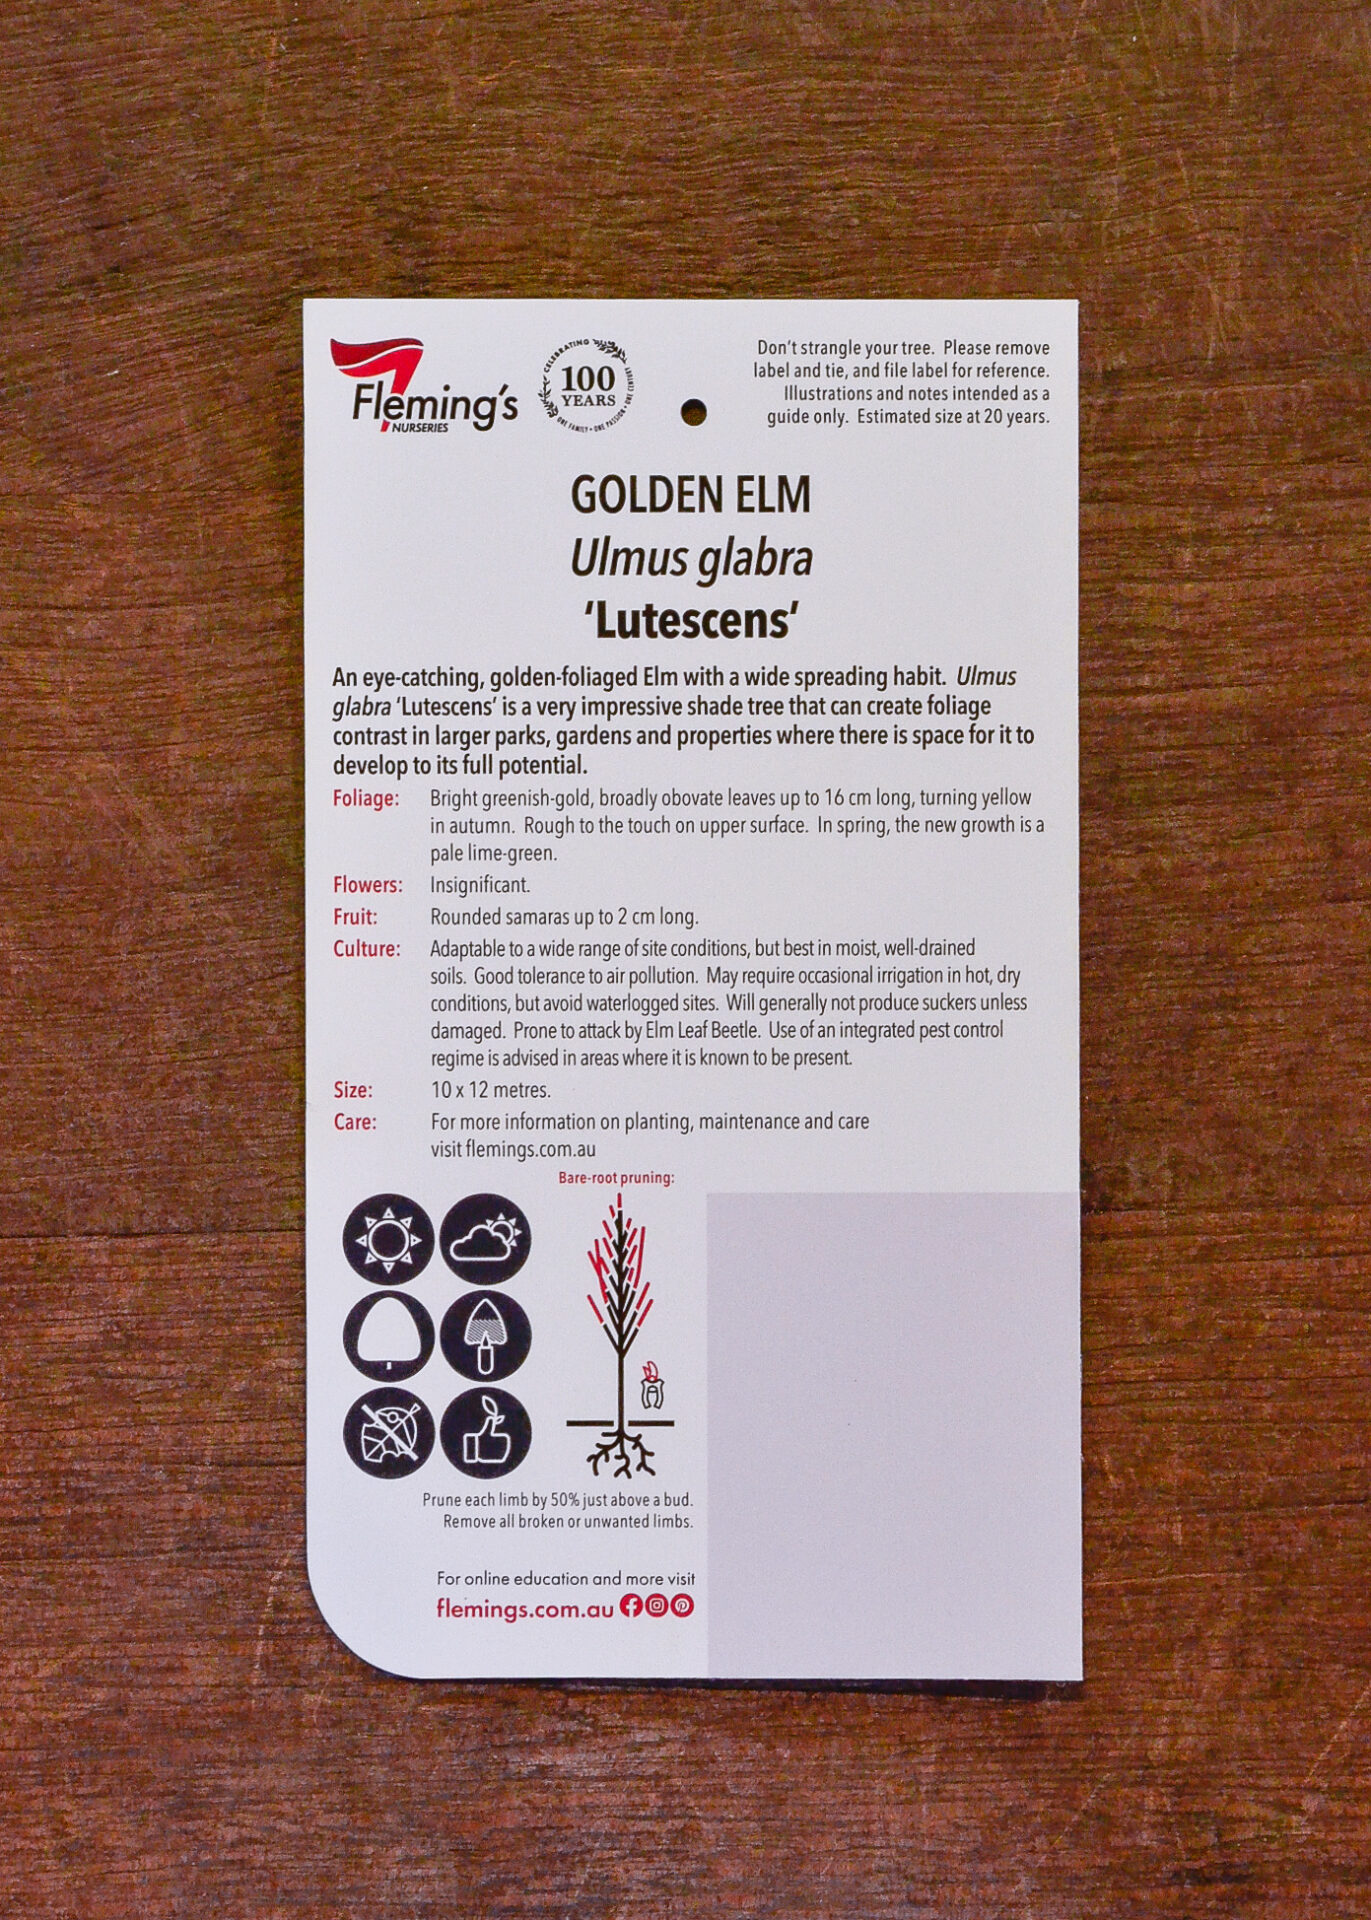 Fleming's
NURSERIES
CELEBRATING
100
YEARS
ONE FAMILY • ONE PASSION • ONE CENTURY
Don't strangle your tree. Please remove
label and tie, and file label for reference.
Illustrations and notes intended as a
guide only. Estimated size at 20 years.
GOLDEN ELM
Ulmus glabra
'Lutescens'
An eye-catching, golden-foliaged Elm with a wide spreading habit. Ulmus
glabra 'Lutescens' is a very impressive shade tree that can create foliage
contrast in larger parks, gardens and properties where there is space for it to
develop to its full potential.
Foliage: Bright greenish-gold, broadly obovate leaves up to 16 cm long, turning yellow
in autumn. Rough to the touch on upper surface. In spring, the new growth is a
pale lime-green.
Flowers: Insignificant.
Fruit: Rounded samaras up to 2 cm long.
Culture: Adaptable to a wide range of site conditions, but best in moist, well-drained
soils. Good tolerance to air pollution. May require occasional irrigation in hot, dry
conditions, but avoid waterlogged sites. Will generally not produce suckers unless
damaged. Prone to attack by Elm Leaf Beetle. Use of an integrated pest control
regime is advised in areas where it is known to be present.
Size: 10 x 12 metres.
Care: For more information on planting, maintenance and care
visit flemings.com.au
Bare-root pruning:
Prune each limb by 50% just above a bud.
Remove all broken or unwanted limbs.
For online education and more visit
flemings.com.au